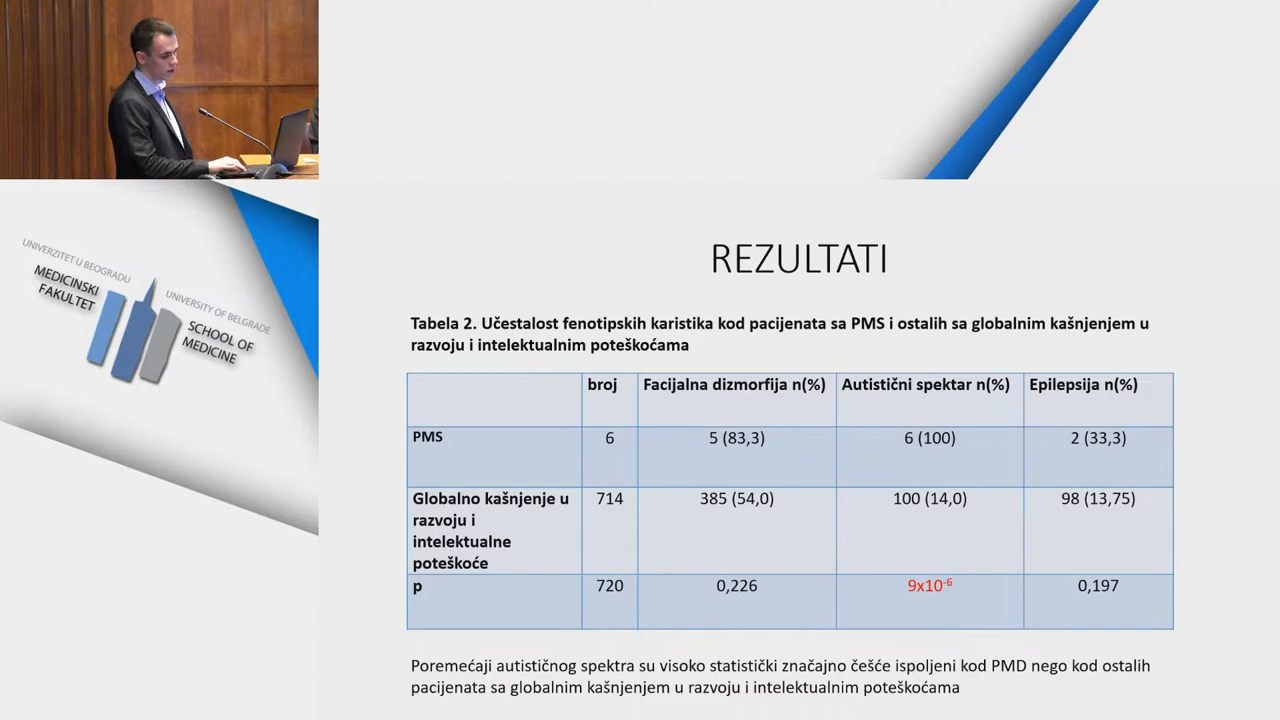 UNIVERZITET U BEOGRADU
MEDICINSKI
FAKULTET
UNIVERSITY OF BELGRADE
SCHOOL OF
MEDICINE
REZULTATI
Tabela 2. Učestalost fenotipskih karistika kod pacijenata sa PMS i ostalih sa globalnim kašnjenjem u
razvoju i intelektualnim poteškoćama
broj Facijalna dizmorfija n(%) Autistični spektar n(%) Epilepsija n(%)
PMS 6 5 (83,3) 6 (100) 2 (33,3)
Globalno kašnjenje u 714 385 (54,0) 100 (14,0) 98 (13,75)
razvoju i
intelektualne
poteškoće
p 720 0,226 9x10⁻⁶ 0,197
Poremećaji autističnog spektra su visoko statistički značajno češće ispoljeni kod PMD nego kod ostalih
pacijenata sa globalnim kašnjenjem u razvoju i intelektualnim poteškoćama